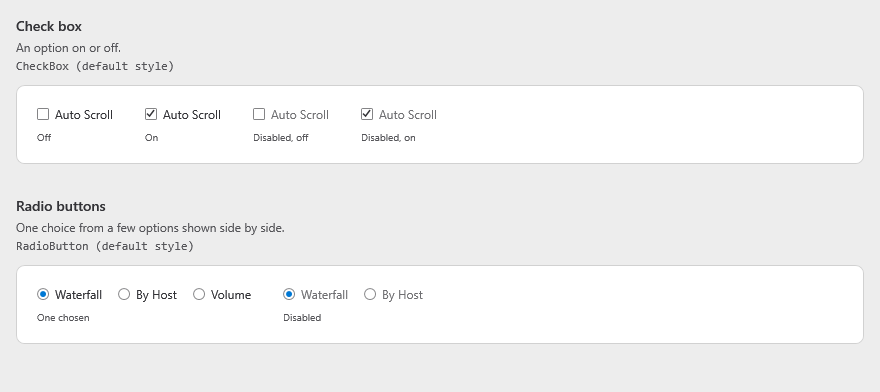 Check box
An option on or off.
CheckBox (default style)
Auto Scroll Auto Scroll Auto Scroll Auto Scroll
Off On Disabled, off Disabled, on
Radio buttons
One choice from a few options shown side by side.
RadioButton (default style)
Waterfall By Host Volume Waterfall By Host
One chosen Disabled